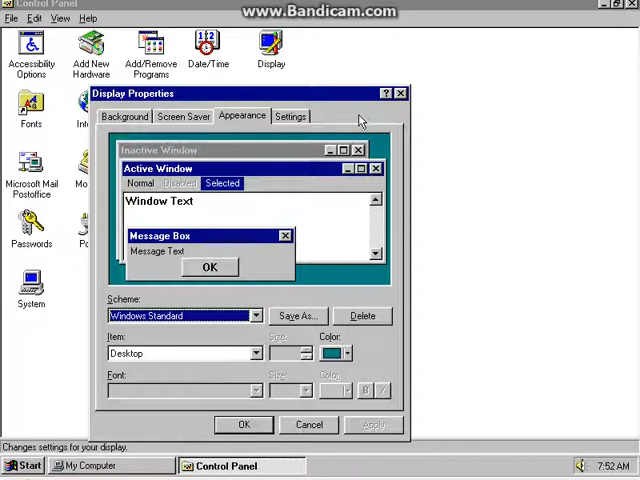 Control Panel
www.Bandicam.com
File Edit View Help
Accessibility Options
Add New Hardware
Add/Remove Programs
Date/Time
Display
Display Properties
Fonts
Background Screen Saver Appearance Settings
Inactive Window
Active Window
Normal Disabled Selected
Window Text
Microsoft Mail Postoffice
Message Box
Message Text
OK
Passwords
System
Scheme:
Windows Standard Save As... Delete
Item: Size: Color:
Desktop
Font: Size: Color:
B /
OK Cancel Apply
Changes settings for your display.
Start My Computer Control Panel 7:52 AM